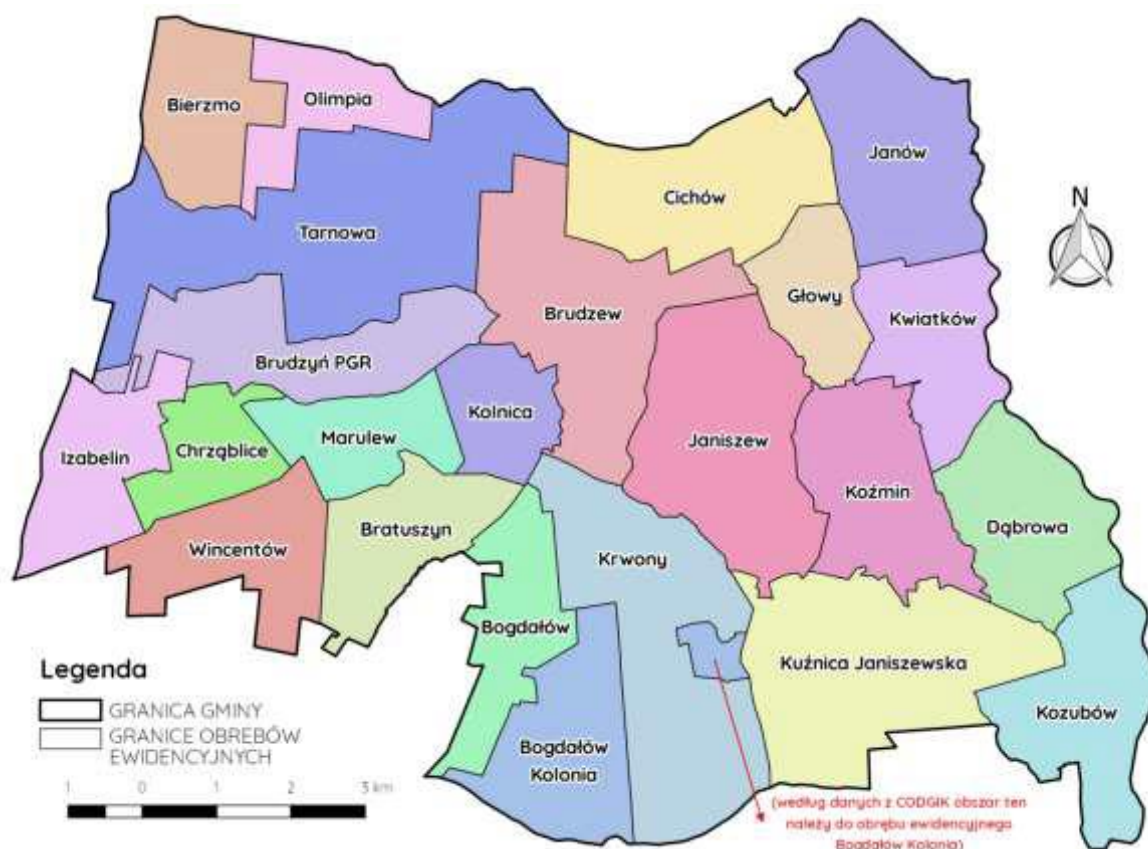 Bierzmo
Olimpia
Janów
Cichów
Tarnowa
Głowy
Brudzew
Kwiatków
Brudzyń PGR
Kolnica
Marulew
Janiszew
Chrząblice
Izabelin
Koźmin
Dąbrowa
Bratuszyn
Wincentów
Krwony
Bogdałów
Kuźnica Janiszewska
Kozubów
Bogdałów
Kolonia
N
Legenda
GRANICA GMINY
GRANICE OBRĘBÓW
EWIDENCYJNYCH
1 0 1 2 3 km
(według danych z CODGIK obszar ten
należy do obrębu ewidencyjnego
Bogdałów Kolonia)